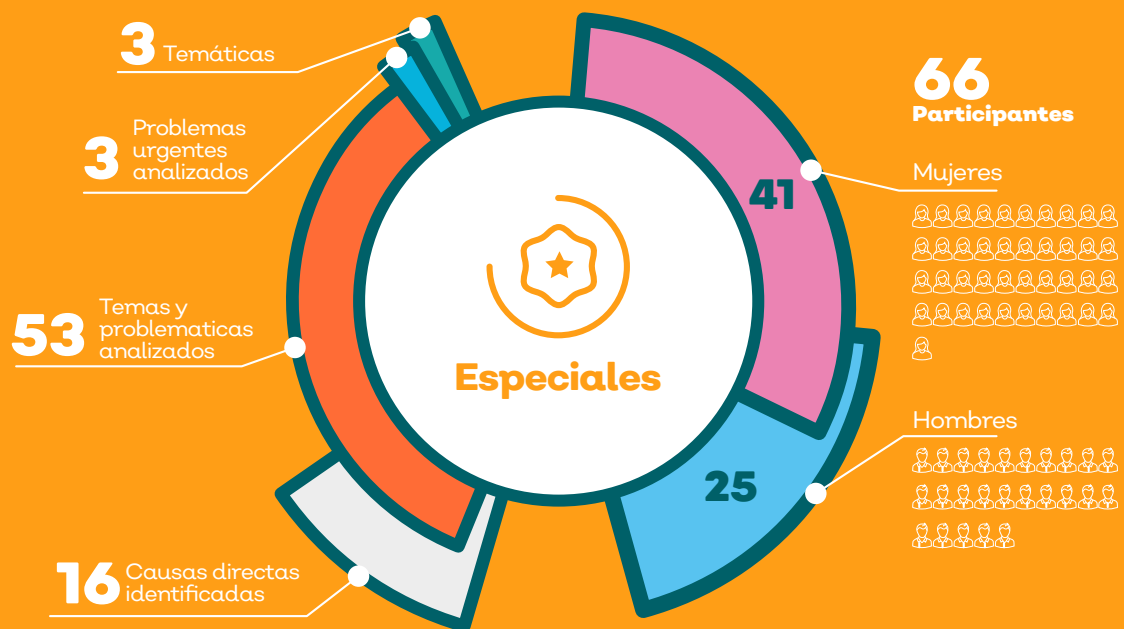 3 Temáticas
3 Problemas
urgentes
analizados
53 Temas y
problematicas
analizados
16 Causas directas
identificadas
Especiales
41
25
66
Participantes
Mujeres
Hombres